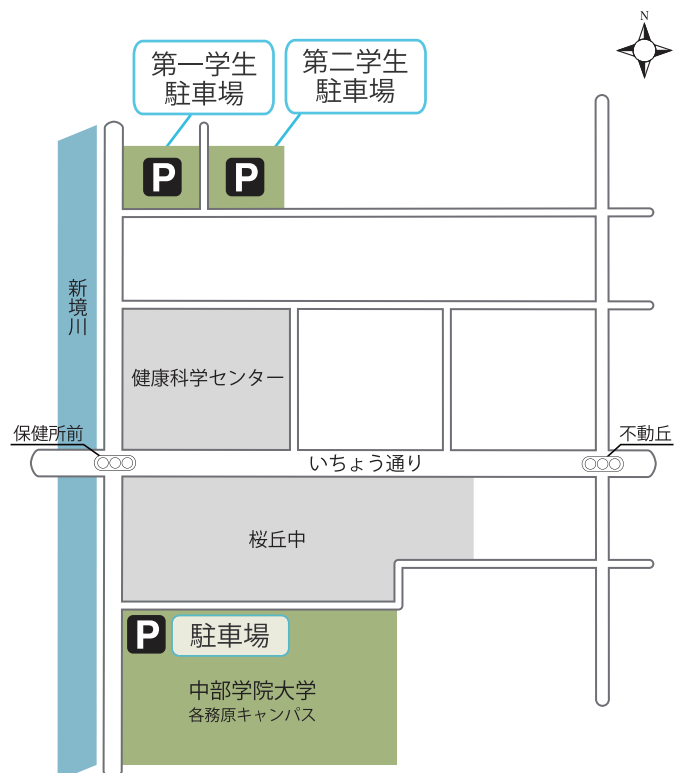 N
第一学生
駐車場
第二学生
駐車場
P
P
新境川
健康科学センター
保健所前
不動丘
いちょう通り
桜丘中
P
駐車場
中部学院大学
各務原キャンパス